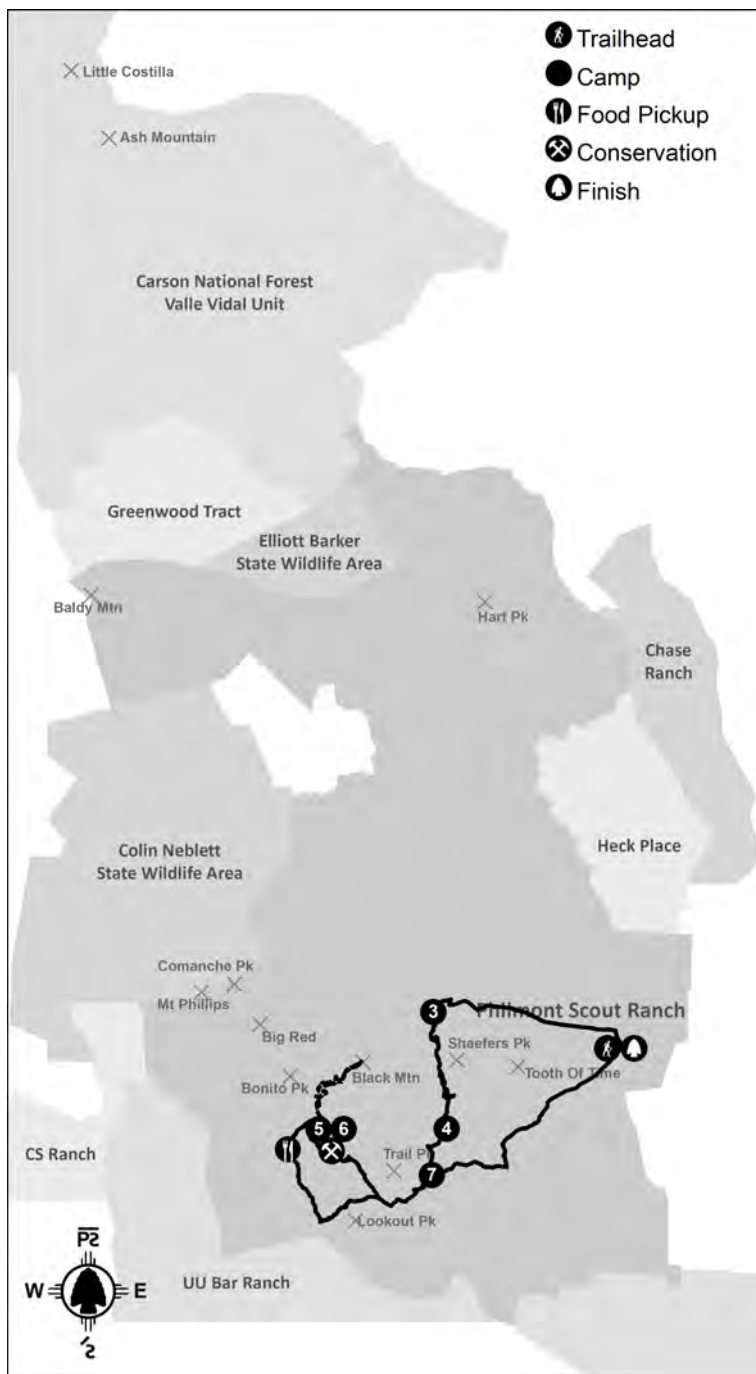 Trailhead
Camp
Food Pickup
Conservation
Finish
Little Costilla
Ash Mountain
Carson National Forest
Valle Vidal Unit
Greenwood Tract
Elliott Barker
State Wildlife Area
Baldy Mtn
Hart Pk
Chase
Ranch
Heck Place
Colin Neblett
State Wildlife Area
Comanche Pk
Mt Phillips
Big Red
Bonito Pk
Black Mtn
3
Philmont Scout Ranch
Shaefers Pk
Tooth Of Time
5
6
4
CS Ranch
Trail Pk
7
Lookout Pk
W
E
UU Bar Ranch